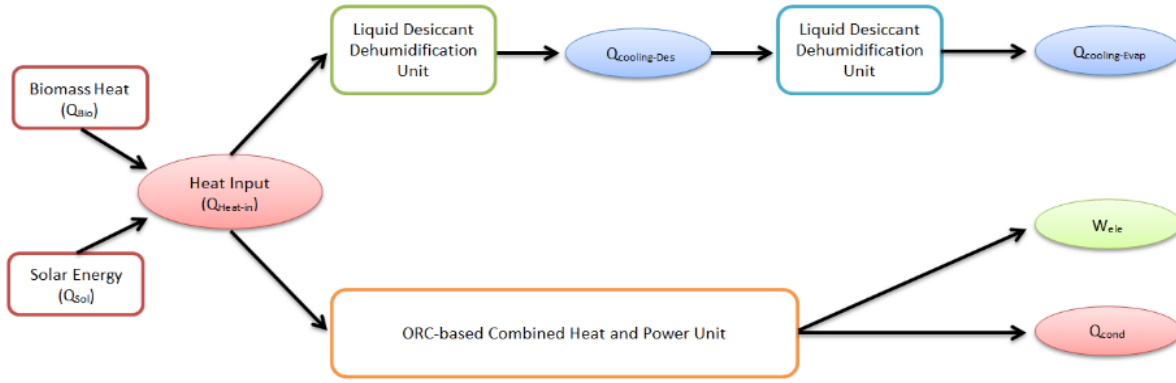 Biomass Heat
(QBio)
Solar Energy
(QSol)
Heat Input
(QHeat-in)
Liquid Desiccant
Dehumidification
Unit
Qcooling-Des
Liquid Desiccant
Dehumidification
Unit
Qcooling-Evap
ORC-based Combined Heat and Power Unit
Wele
Qcond